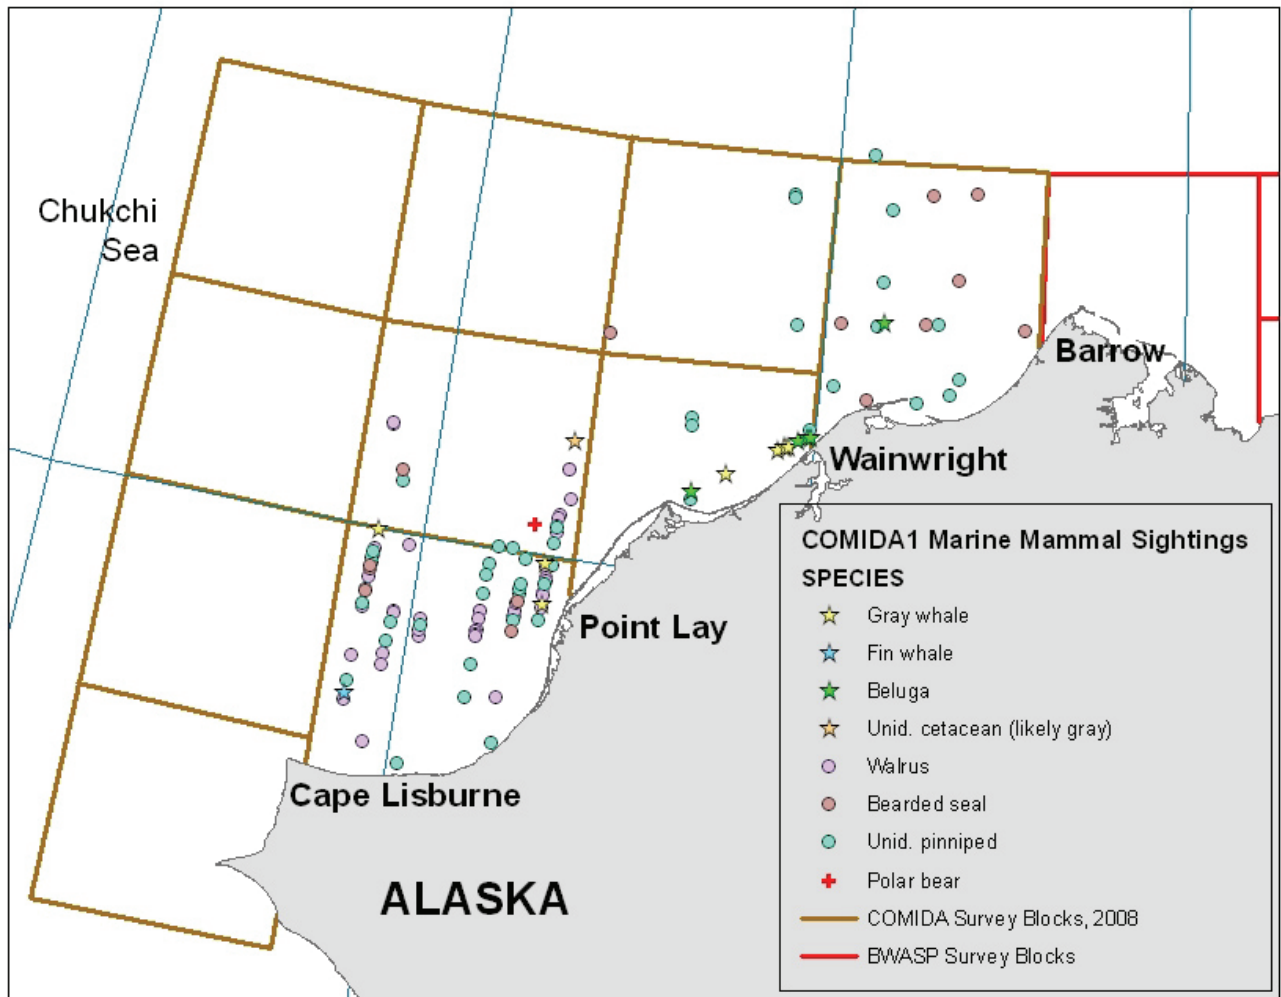 Chukchi
Sea
Barrow
Wainwright
Point Lay
Cape Lisburne
ALASKA
COMIDA1 Marine Mammal Sightings
SPECIES
Gray whale
Fin whale
Beluga
Unid. cetacean (likely gray)
Walrus
Bearded seal
Unid. pinniped
Polar bear
COMIDA Survey Blocks, 2008
BWASP Survey Blocks